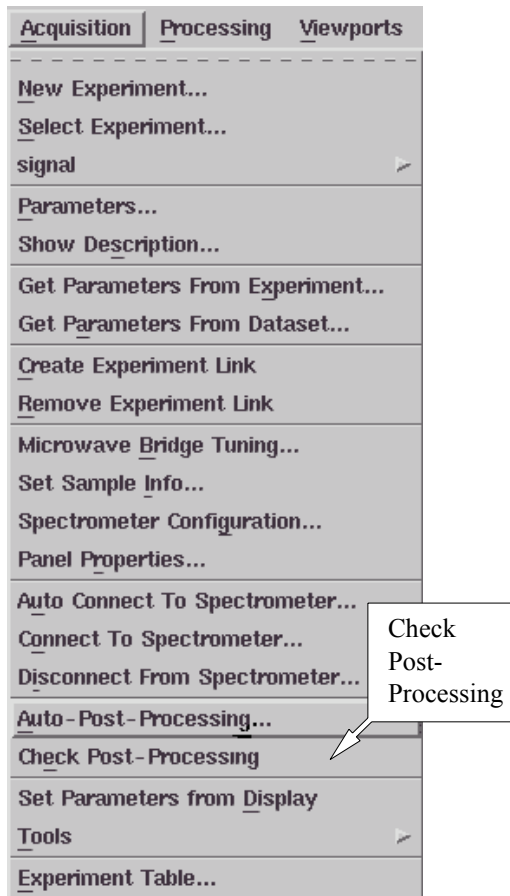 Acquisition Processing Viewports
New Experiment...
Select Experiment...
signal
Parameters...
Show Description...
Get Parameters From Experiment...
Get Parameters From Dataset...
Create Experiment Link
Remove Experiment Link
Microwave Bridge Tuning...
Set Sample Info...
Spectrometer Configuration...
Panel Properties...
Auto Connect To Spectrometer...
Connect To Spectrometer...
Disconnect From Spectrometer...
Check
Post-
Processing
Auto-Post-Processing...
Check Post-Processing
Set Parameters from Display
Tools
Experiment Table...